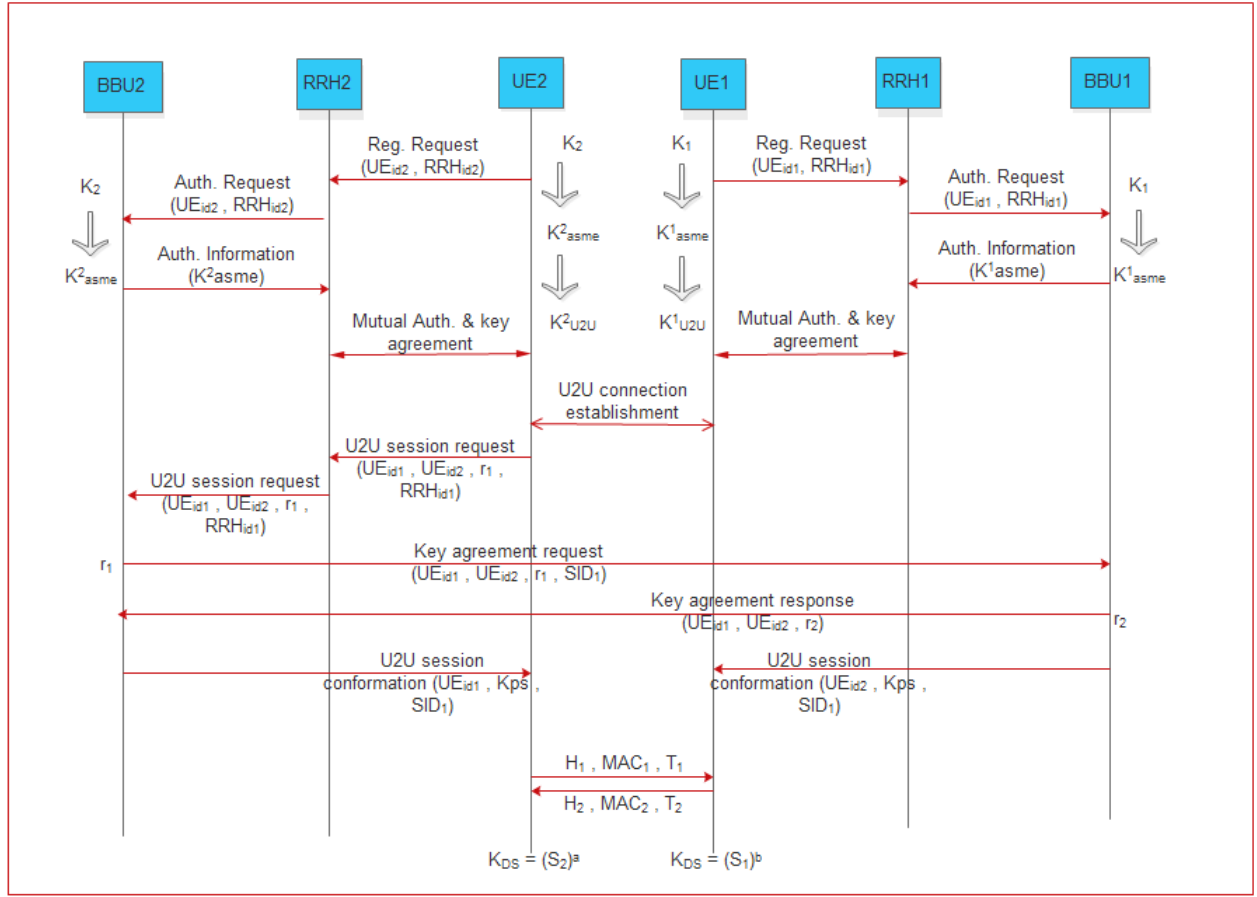 BBU2
RRH2
UE2
UE1
RRH1
BBU1
Reg. Request
(UEid2 , RRHid2)
K2
K1
Reg. Request
(UEid1, RRHid1)
K2
Auth. Request
(UEid2 , RRHid2)
Auth. Request
(UEid1 , RRHid1)
K1
K2asme
K1asme
Auth. Information
(K2asme)
K2asme
Auth. Information
(K1asme)
K1asme
Mutual Auth. & key
agreement
K2U2U
K1U2U
Mutual Auth. & key
agreement
U2U connection
establishment
U2U session request
(UEid1 , UEid2 , r1 ,
RRHid1)
U2U session request
(UEid1 , UEid2 , r1 ,
RRHid1)
r1
Key agreement request
(UEid1 , UEid2 , r1 , SID1)
Key agreement response
(UEid1 , UEid2 , r2)
r2
U2U session
conformation (UEid1 , Kps ,
SID1)
U2U session
conformation (UEid2 , Kps ,
SID1)
H1 , MAC1 , T1
H2 , MAC2 , T2
KDS = (S2)a
KDS = (S1)b